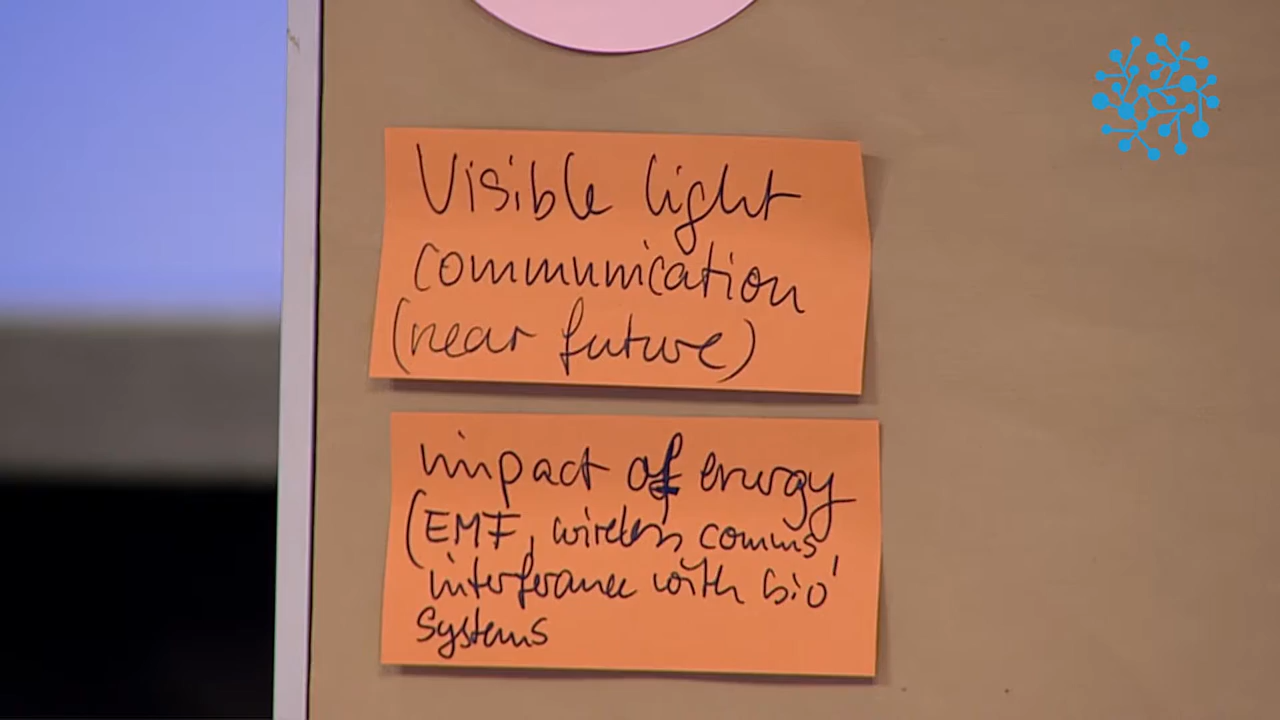 Visible light
communication
(near future)
impact of energy
(EMF, wireless comms'
interferance with bio'
systems